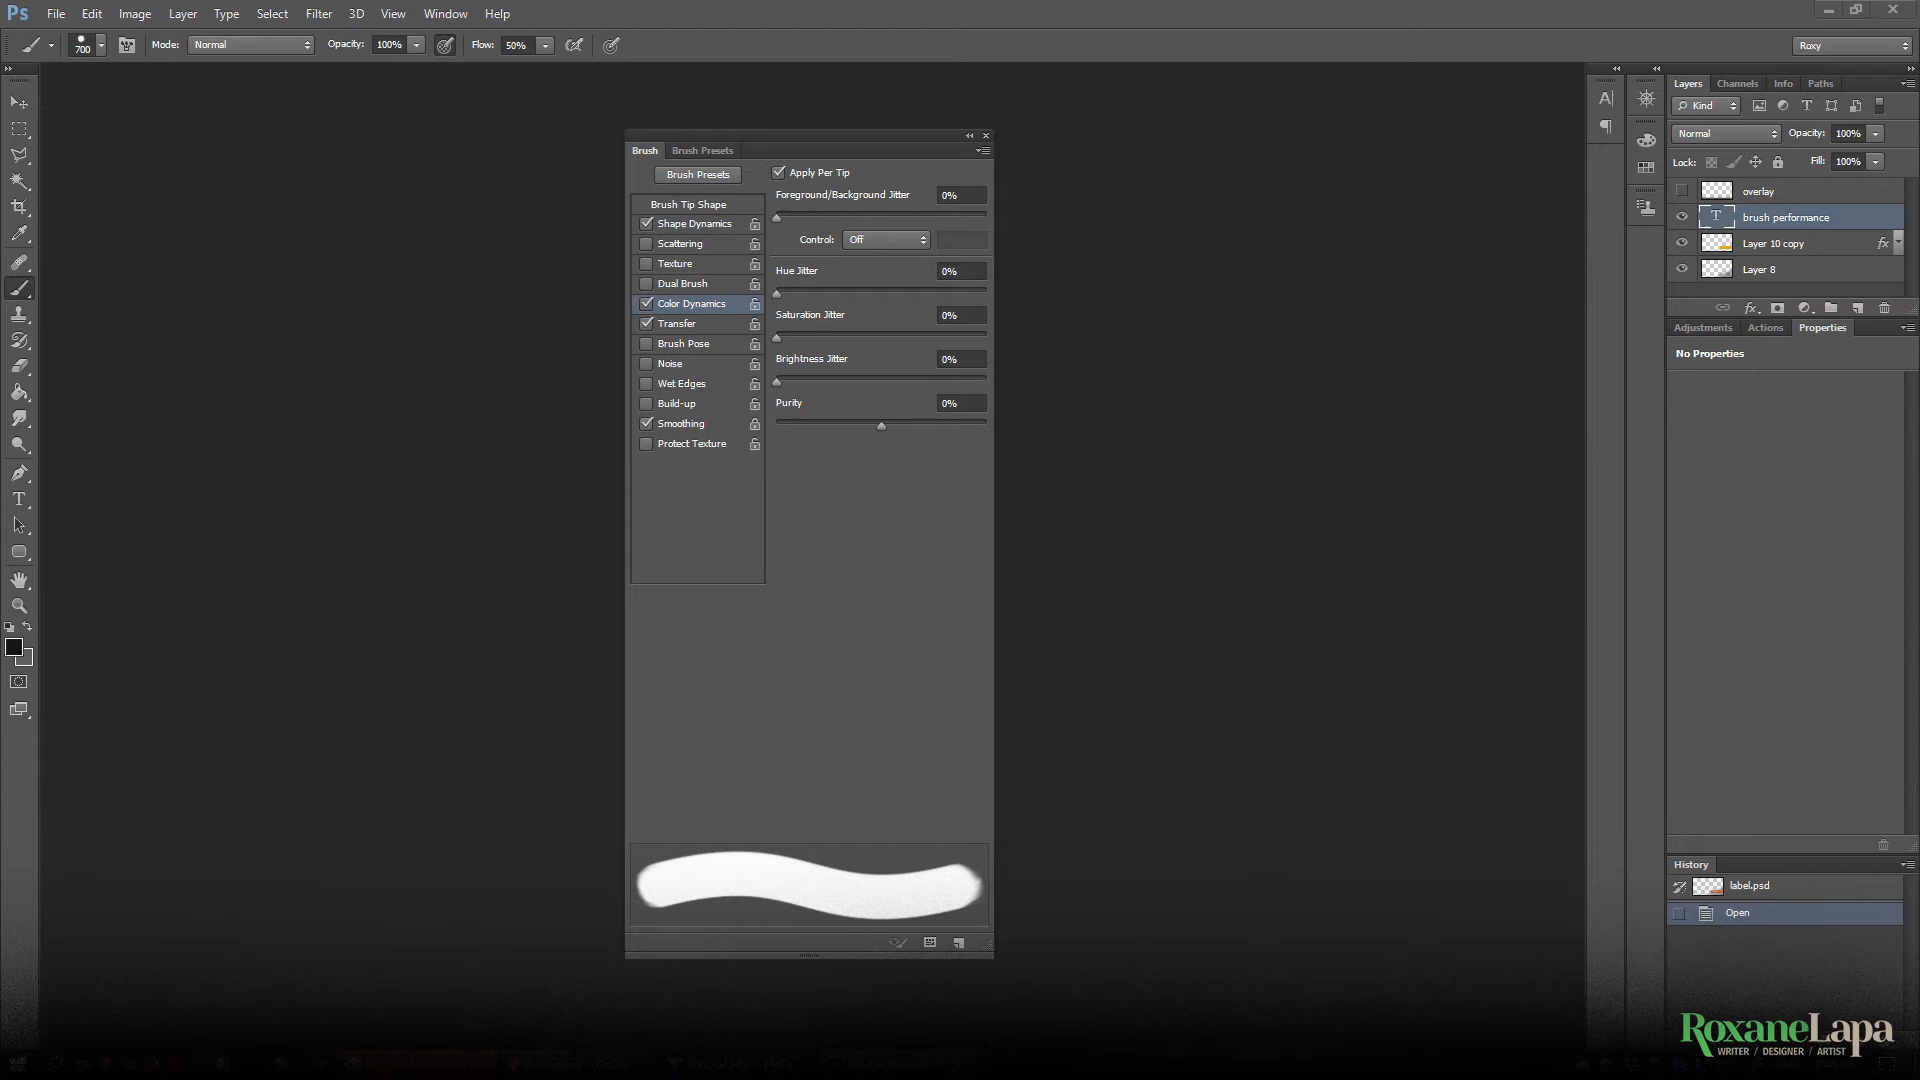 Ps File Edit Image Layer Type Select Filter 3D View Window Help
700 Mode: Normal Opacity: 100% Flow: 50% Roxy
Brush Brush Presets
Brush Presets
Apply Per Tip
Foreground/Background Jitter 0%
Brush Tip Shape
Shape Dynamics
Scattering
Texture
Dual Brush
Color Dynamics
Transfer
Brush Pose
Noise
Wet Edges
Build-up
Smoothing
Protect Texture
Control: Off
Hue Jitter 0%
Saturation Jitter 0%
Brightness Jitter 0%
Purity 0%
Layers Channels Info Paths
Kind
Normal Opacity: 100%
Lock: Fill: 100%
overlay
brush performance
Layer 10 copy fx
Layer 8
fx
Adjustments Actions Properties
No Properties
History
label.psd
Open
RoxaneLapa
WRITER / DESIGNER / ARTIST